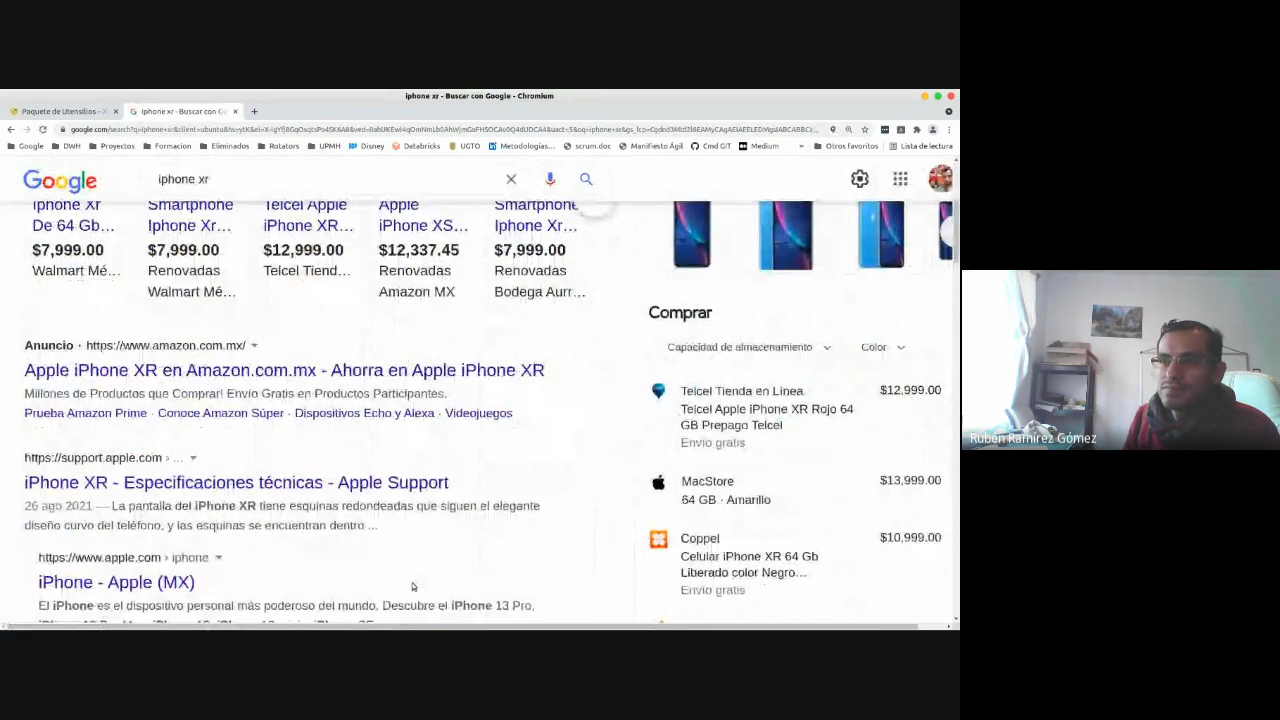 iphone xr - Buscar con Google - Chromium
Paquete de Utensilios - X
iphone xr - Buscar con Go
Google DWH Proyectos Formacion Eliminados Rotators UPMH Disney Databricks UGTO Metodologías... scrum.doc Manifiesto Ágil Cmd GIT Medium » Otros favoritos Lista de lectura
Google
iphone xr
Iphone Xr
De 64 Gb...
$7,999.00
Walmart Mé...
Smartphone
Iphone Xr...
$7,999.00
Renovadas
Walmart Mé...
Telcel Apple
iPhone XR...
$12,999.00
Telcel Tiend...
Apple
iPhone XS...
$12,337.45
Renovadas
Amazon MX
Smartphone
Iphone Xr...
$7,999.00
Renovadas
Bodega Aurr...
Anuncio · https://www.amazon.com.mx/
Apple iPhone XR en Amazon.com.mx - Ahorra en Apple iPhone XR
Millones de Productos que Comprar! Envío Gratis en Productos Participantes.
Prueba Amazon Prime · Conoce Amazon Súper · Dispositivos Echo y Alexa · Videojuegos
https://support.apple.com › ...
iPhone XR - Especificaciones técnicas - Apple Support
26 ago 2021 — La pantalla del iPhone XR tiene esquinas redondeadas que siguen el elegante
diseño curvo del teléfono, y las esquinas se encuentran dentro ...
https://www.apple.com › iphone
iPhone - Apple (MX)
El iPhone es el dispositivo personal más poderoso del mundo. Descubre el iPhone 13 Pro,
Comprar
Capacidad de almacenamiento
Color
Telcel Tienda en Línea $12,999.00
Telcel Apple iPhone XR Rojo 64
GB Prepago Telcel
Envío gratis
MacStore $13,999.00
64 GB · Amarillo
Coppel $10,999.00
Celular iPhone XR 64 Gb
Liberado color Negro...
Envío gratis
Rubén Ramírez Gómez